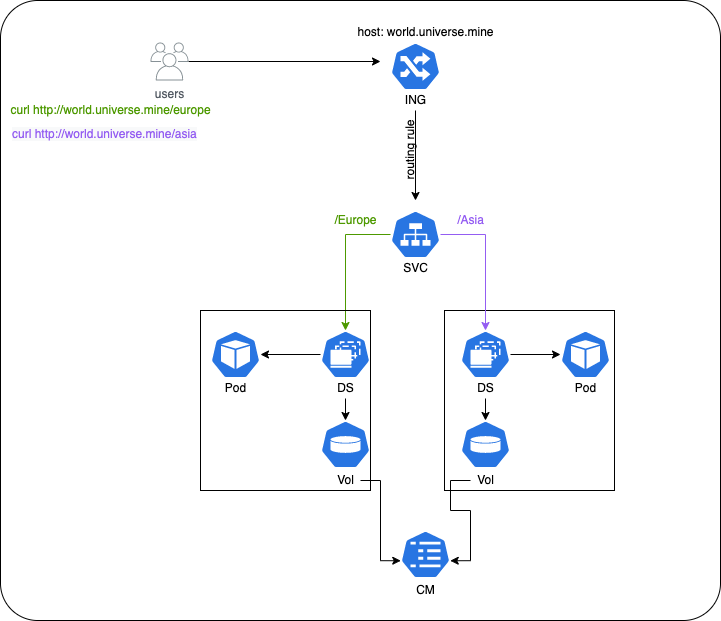 host: world.universe.mine
users
ING
curl http://world.universe.mine/europe
curl http://world.universe.mine/asia
routing rule
/Europe
/Asia
SVC
Pod
DS
DS
Pod
Vol
Vol
CM